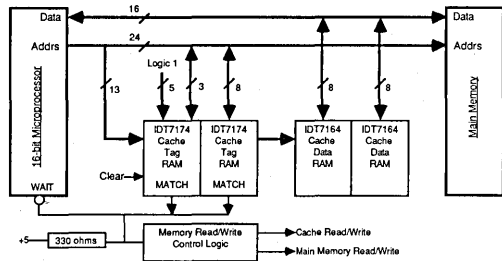 16
Data
Data
24
Addrs
Addrs
Logic 1
13
5
3
8
8
8
16-bit Microprocessor
Main Memory
IDT7174
Cache
Tag
RAM
IDT7174
Cache
Tag
RAM
IDT7164
Cache
Data
RAM
IDT7164
Cache
Data
RAM
Clear
MATCH
MATCH
WAIT
+5
330 ohms
Memory Read/Write
Control Logic
Cache Read/Write
Main Memory Read/Write